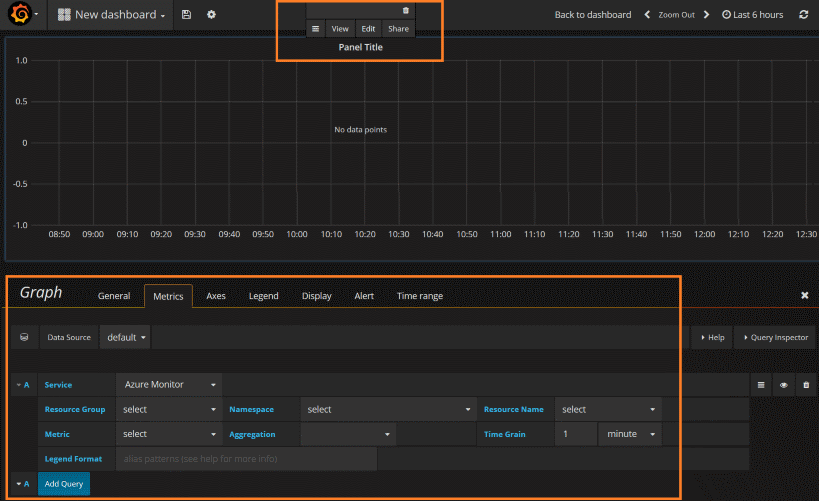 New dashboard
Back to dashboard
Zoom Out
Last 6 hours
View Edit Share
Panel Title
1.0
0.5
0
-0.5
-1.0
No data points
08:50 09:00 09:10 09:20 09:30 09:40 09:50 10:00 10:10 10:20 10:30 10:40 10:50 11:00 11:10 11:20 11:30 11:40 11:50 12:00 12:10 12:20 12:30
Graph General Metrics Axes Legend Display Alert Time range
Data Source default Help Query Inspector
A Service Azure Monitor
Resource Group select Namespace select Resource Name select
Metric select Aggregation Time Grain 1 minute
Legend Format alias patterns (see help for more info)
A Add Query